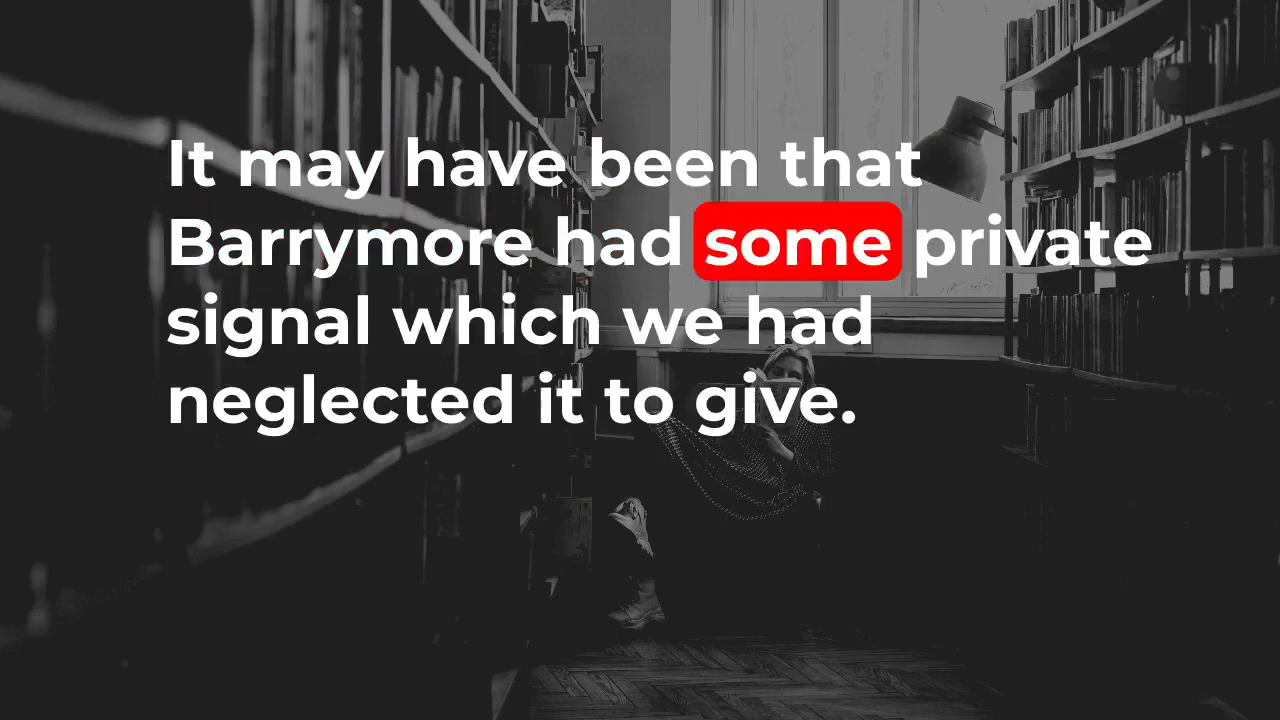 It may have been that
Barrymore had some private
signal which we had
neglected it to give.